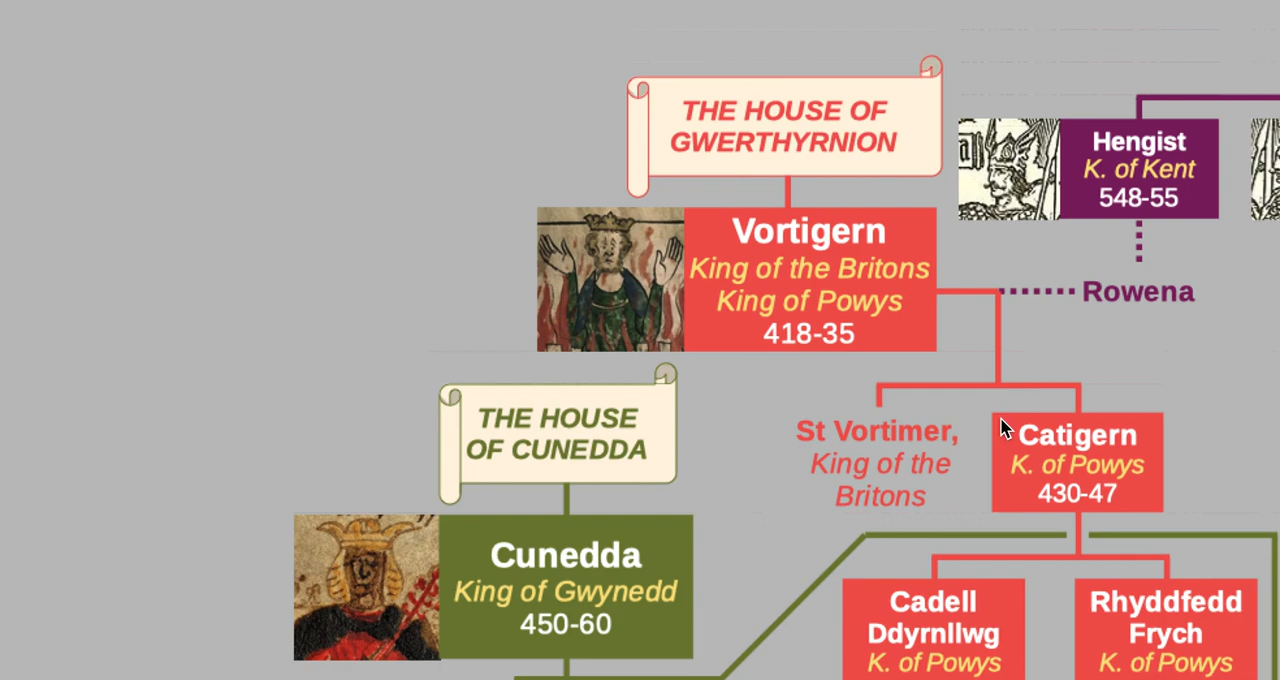 THE HOUSE OF
GWERTHYRNION
Hengist
K. of Kent
548-55
Vortigern
King of the Britons
King of Powys
418-35
Rowena
THE HOUSE
OF CUNEDDA
St Vortimer,
King of the
Britons
Catigern
K. of Powys
430-47
Cunedda
King of Gwynedd
450-60
Cadell
Ddyrnllwg
K. of Powys
Rhyddfedd
Frych
K. of Powys